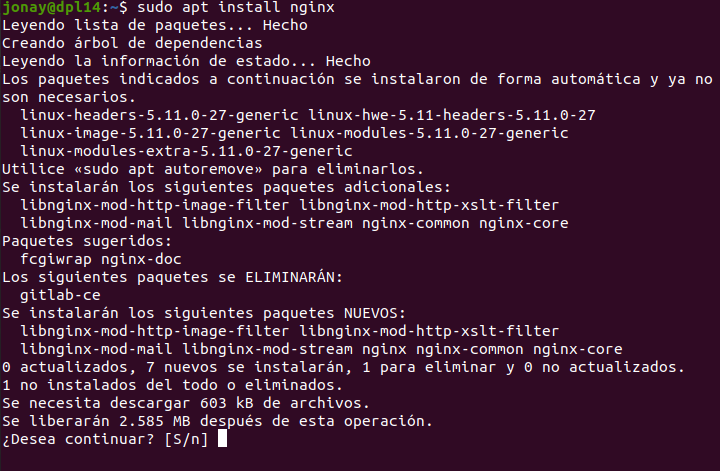 jonay@dpl14:~$ sudo apt install nginx
Leyendo lista de paquetes... Hecho
Creando árbol de dependencias
Leyendo la información de estado... Hecho
Los paquetes indicados a continuación se instalaron de forma automática y ya no
son necesarios.
  linux-headers-5.11.0-27-generic linux-hwe-5.11-headers-5.11.0-27
  linux-image-5.11.0-27-generic linux-modules-5.11.0-27-generic
  linux-modules-extra-5.11.0-27-generic
Utilice «sudo apt autoremove» para eliminarlos.
Se instalarán los siguientes paquetes adicionales:
  libnginx-mod-http-image-filter libnginx-mod-http-xslt-filter
  libnginx-mod-mail libnginx-mod-stream nginx-common nginx-core
Paquetes sugeridos:
  fcgiwrap nginx-doc
Los siguientes paquetes se ELIMINARÁN:
  gitlab-ce
Se instalarán los siguientes paquetes NUEVOS:
  libnginx-mod-http-image-filter libnginx-mod-http-xslt-filter
  libnginx-mod-mail libnginx-mod-stream nginx nginx-common nginx-core
0 actualizados, 7 nuevos se instalarán, 1 para eliminar y 0 no actualizados.
1 no instalados del todo o eliminados.
Se necesita descargar 603 kB de archivos.
Se liberarán 2.585 MB después de esta operación.
¿Desea continuar? [S/n]